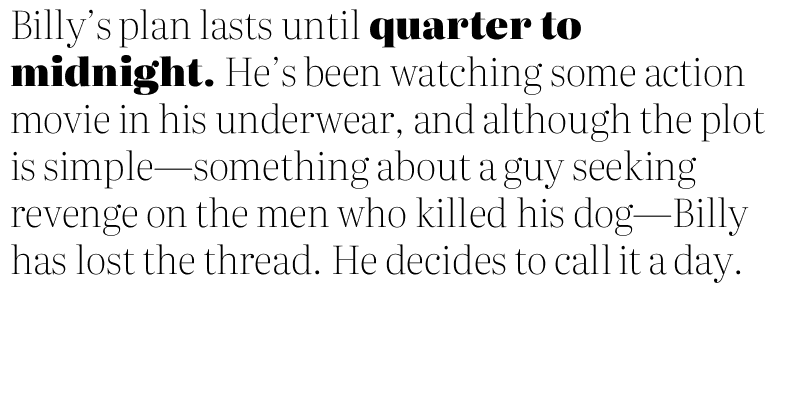 Billy’s plan lasts until quarter to
midnight. He’s been watching some action
movie in his underwear, and although the plot
is simple—something about a guy seeking
revenge on the men who killed his dog—Billy
has lost the thread. He decides to call it a day.